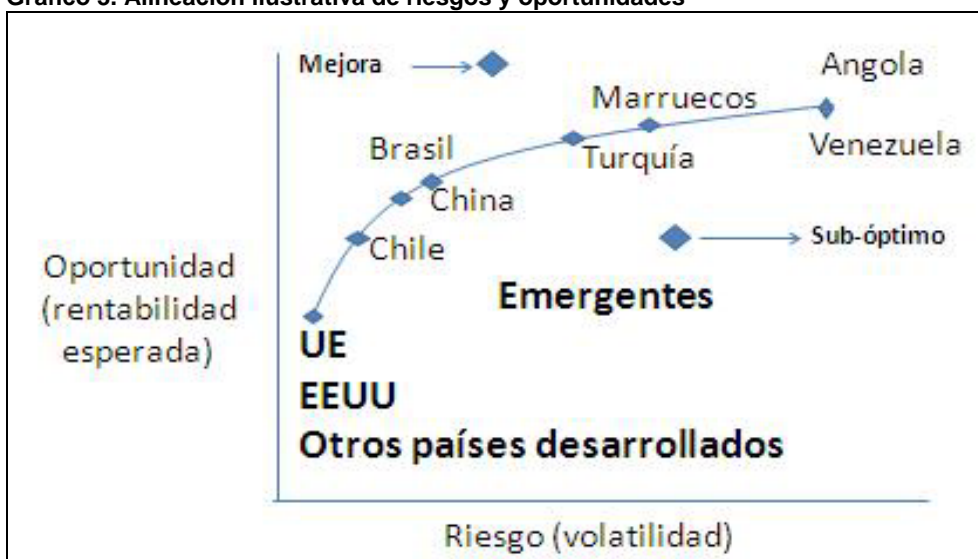 Gráfico 3. Alineación ilustrativa de riesgos y oportunidades
Mejora
Angola
Marruecos
Brasil
Turquía
Venezuela
China
Chile
Sub-óptimo
Oportunidad
(rentabilidad
esperada)
Emergentes
UE
EEUU
Otros países desarrollados
Riesgo (volatilidad)